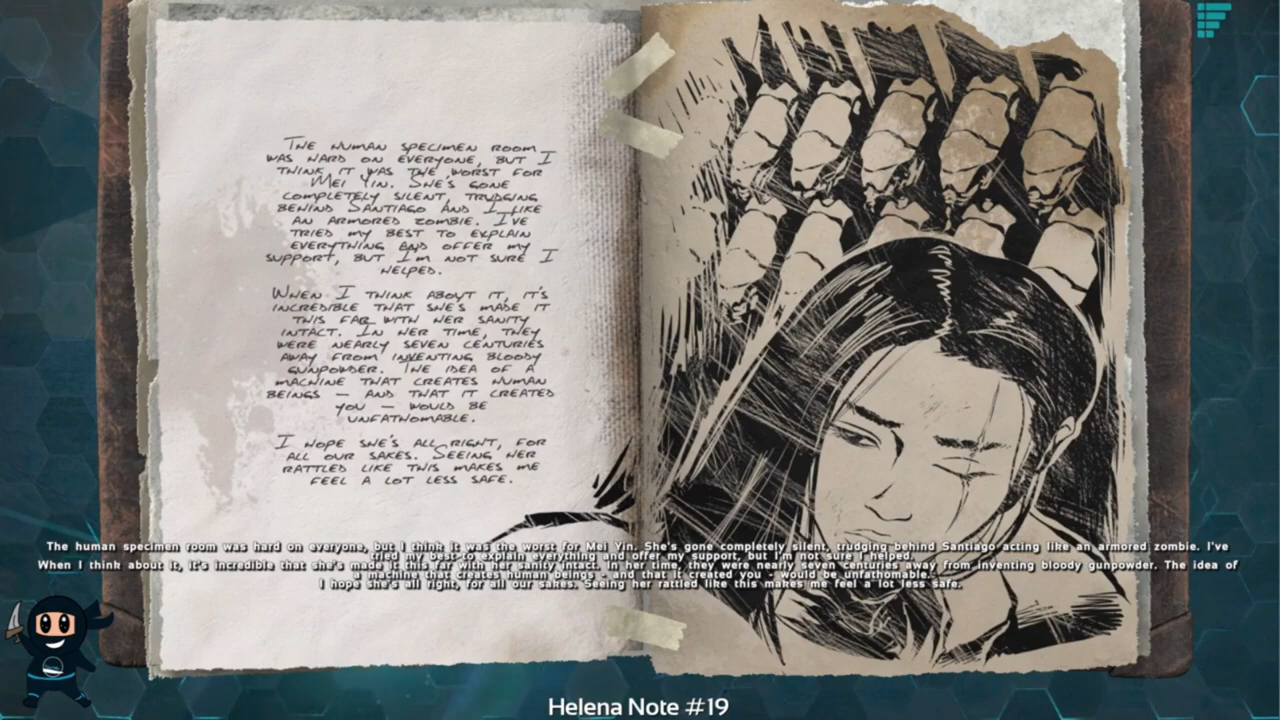 The human specimen room
was hard on everyone, but I
think it was the worst for
Mei Yin. She's gone
completely silent, trudging
behind Santiago and I like
an armored zombie. I've
tried my best to explain
everything and offer my
support, but I'm not sure I
helped.
When I think about it, it's
incredible that she's made it
this far with her sanity
intact. In her time, they
were nearly seven centuries
away from inventing bloody
gunpowder. The idea of a
machine that creates human
beings – and that it created
you – would be
unfathomable.
I hope she's all right, for
all our sakes. Seeing her
rattled like this makes me
feel a lot less safe.
The human specimen room was hard on everyone, but I think it was the worst for Mei Yin. She's gone completely silent, trudging behind Santiago acting like an armored zombie. I've
tried my best to explain everything and offer my support, but I'm not sure I helped.
When I think about it, it's incredible that she's made it this far with her sanity intact. In her time, they were nearly seven centuries away from inventing bloody gunpowder. The idea of
a machine that creates human beings - and that it created you - would be unfathomable.
I hope she's all right, for all our sakes. Seeing her rattled like this makes me feel a lot less safe.
Helena Note #19